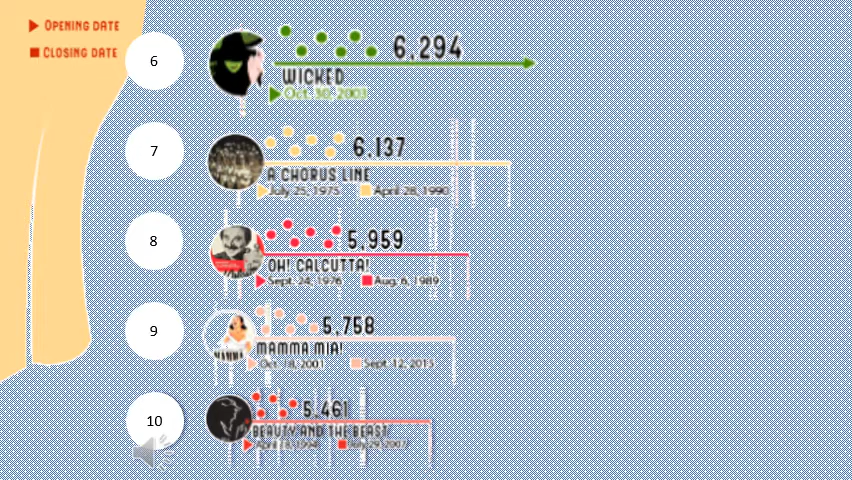 OPENING DATE
CLOSING DATE
6
6,294
WICKED
Oct. 30, 2003
7
6,137
A CHORUS LINE
July 25, 1975 April 28, 1990
8
5,959
OH! CALCUTTA!
Sept. 24, 1976 Aug. 6, 1989
9
5,758
MAMMA MIA!
Oct. 18, 2001 Sept. 12, 2015
10
5,461
BEAUTY AND THE BEAST